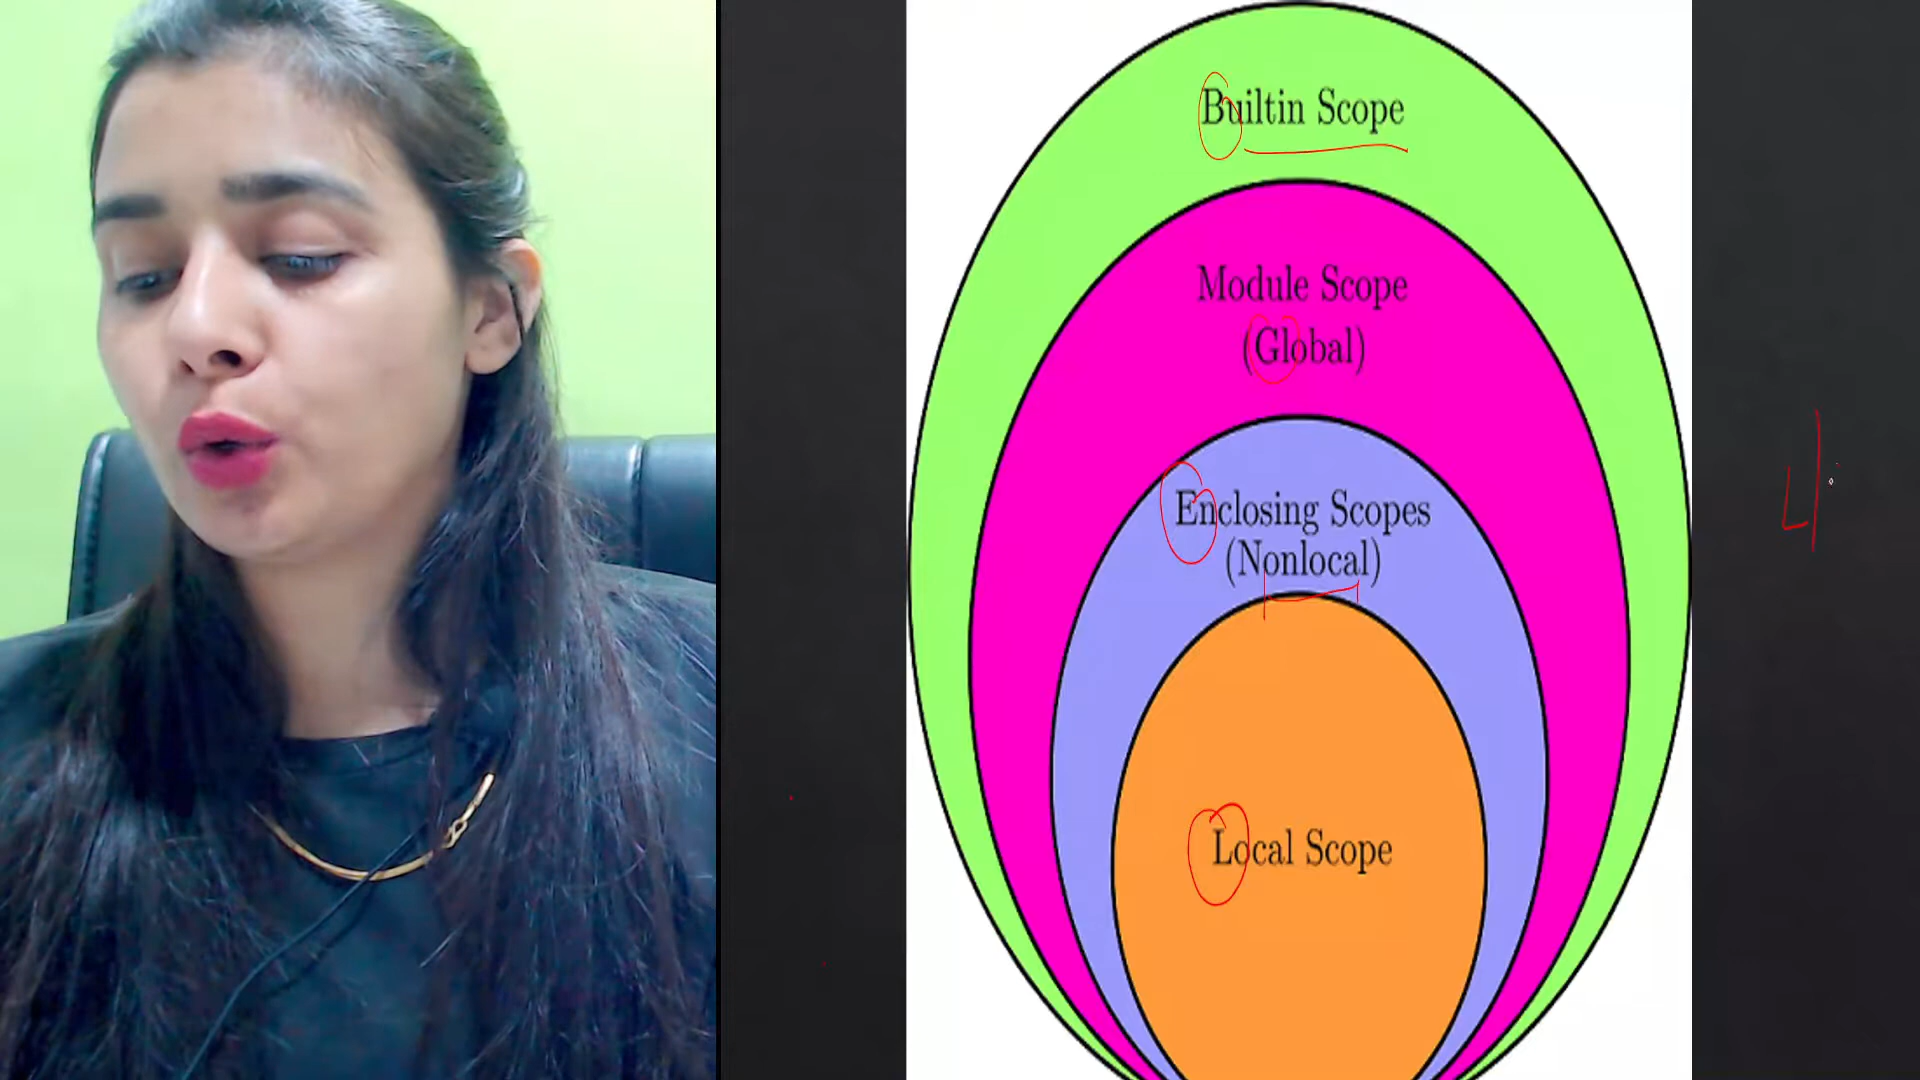 Builtin Scope
Module Scope
(Global)
Enclosing Scopes
(Nonlocal)
Local Scope
4